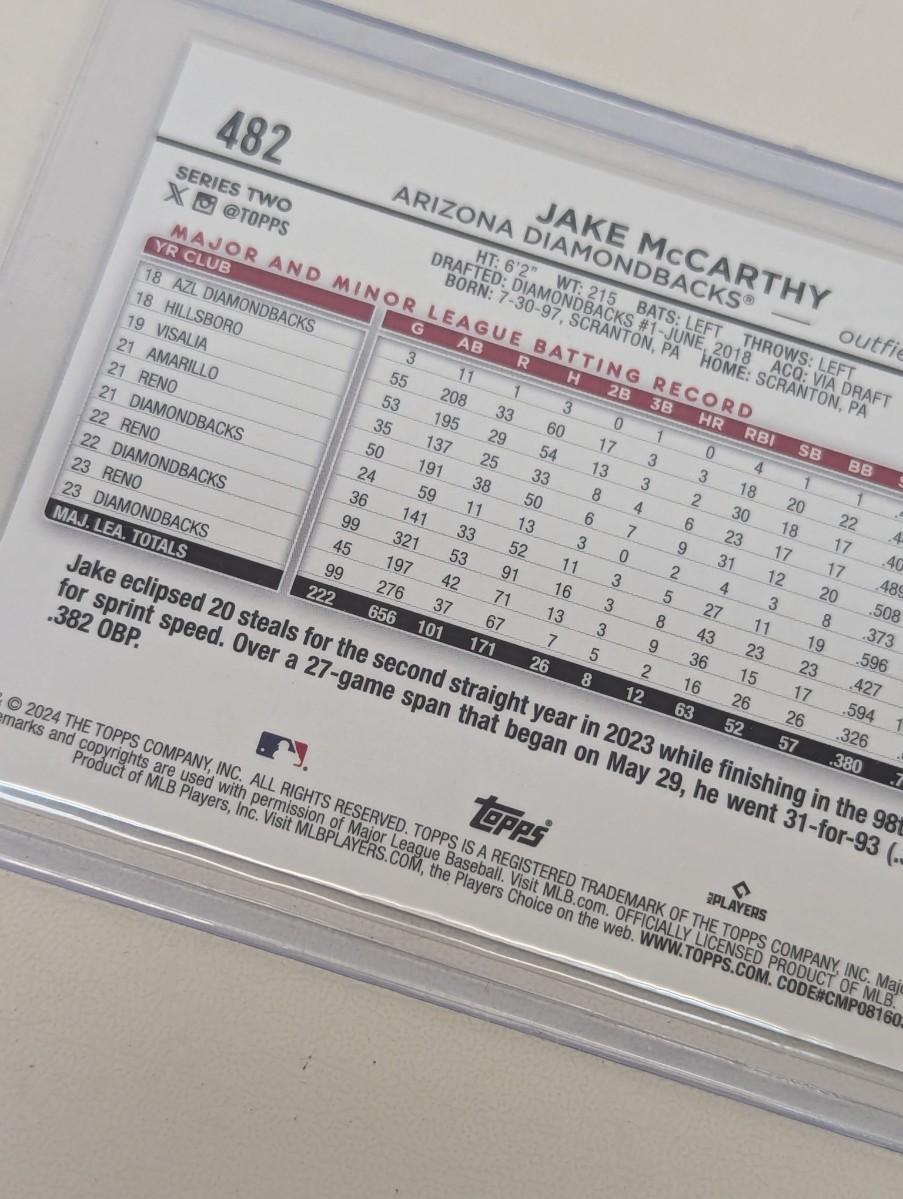 482
SERIES TWO
X @TOPPS
JAKE McCARTHY
ARIZONA DIAMONDBACKS®
HT: 6'2" WT: 215 BATS: LEFT THROWS: LEFT
DRAFTED: DIAMONDBACKS #1-JUNE, 2018 ACQ: VIA DRAFT
BORN: 7-30-97, SCRANTON, PA HOME: SCRANTON, PA
MAJOR AND MINOR LEAGUE BATTING RECORD
YR CLUB G AB R H 2B 3B HR RBI SB BB
18 AZL DIAMONDBACKS 3 11 1 3 0 1 0 4 1 1
18 HILLSBORO 55 208 33 60 17 3 3 18 20 22
19 VISALIA 53 195 29 54 13 3 2 30 18 17
21 AMARILLO 35 137 25 33 8 4 6 23 17 17 .489
21 RENO 50 191 38 50 6 7 9 31 12 20 .508
21 DIAMONDBACKS 24 59 11 13 3 0 2 4 3 8 .373
22 RENO 36 141 33 52 11 3 5 27 11 19 .596
22 DIAMONDBACKS 99 321 53 91 16 3 8 43 23 23 .427
23 RENO 45 197 42 71 13 3 9 36 15 17 .594
23 DIAMONDBACKS 99 276 37 67 7 5 2 16 26 26 .326
MAJ. LEA. TOTALS 222 656 101 171 26 8 12 63 52 57 .380
Jake eclipsed 20 steals for the second straight year in 2023 while finishing in the 98t
for sprint speed. Over a 27-game span that began on May 29, he went 31-for-93
.382 OBP.
& © 2024 THE TOPPS COMPANY, INC. ALL RIGHTS RESERVED. TOPPS IS A REGISTERED TRADEMARK OF THE TOPPS COMPANY, INC. Maj
emarks and copyrights are used with permission of Major League Baseball. Visit MLB.com. OFFICIALLY LICENSED PRODUCT OF MLB.
Product of MLB Players, Inc. Visit MLBPLAYERS.COM, the Players Choice on the web. WWW.TOPPS.COM. CODE#CMP08160
topps®
MLB PLAYERS